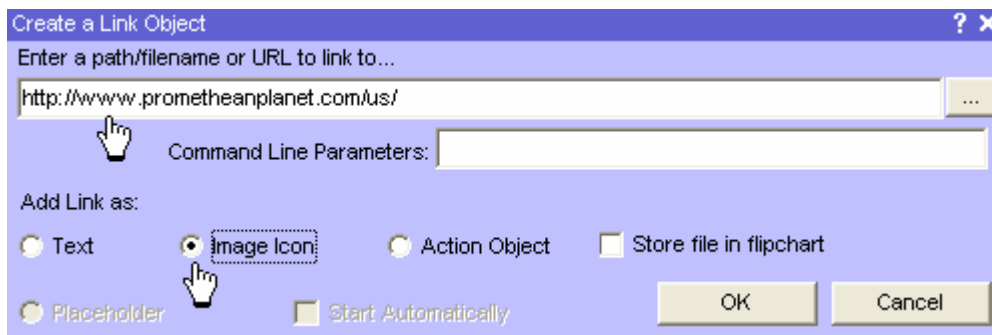 Create a Link Object ? X
Enter a path/filename or URL to link to...
http://www.prometheanplanet.com/us/ ...
Command Line Parameters:
Add Link as:
Text Image Icon Action Object Store file in flipchart
Placeholder Start Automatically OK Cancel